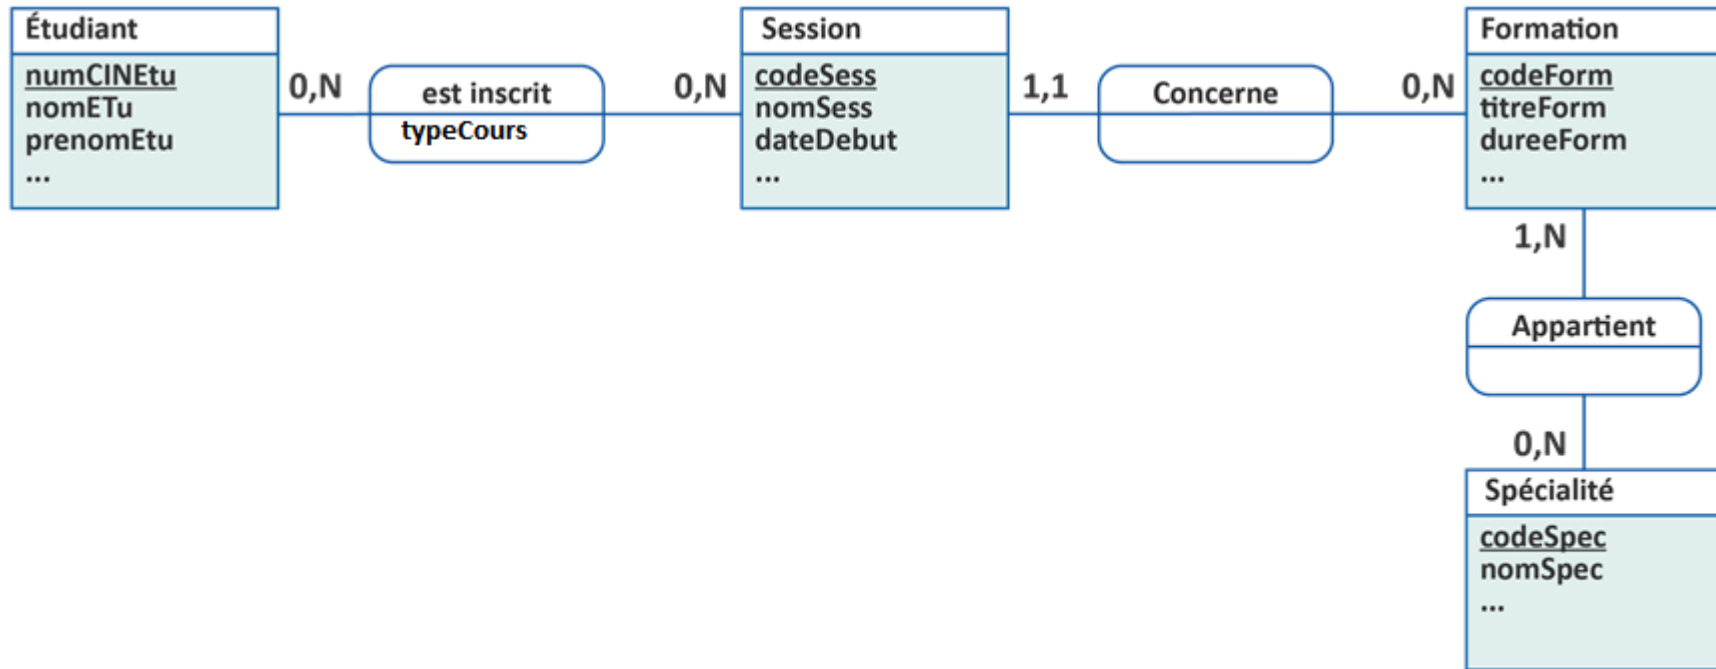 Étudiant
numCINEtu
nomETu
prenomEtu
...
0,N
est inscrit
typeCours
0,N
Session
codeSess
nomSess
dateDebut
...
1,1
Concerne
0,N
Formation
codeForm
titreForm
dureeForm
...
1,N
Appartient
0,N
Spécialité
codeSpec
nomSpec
...